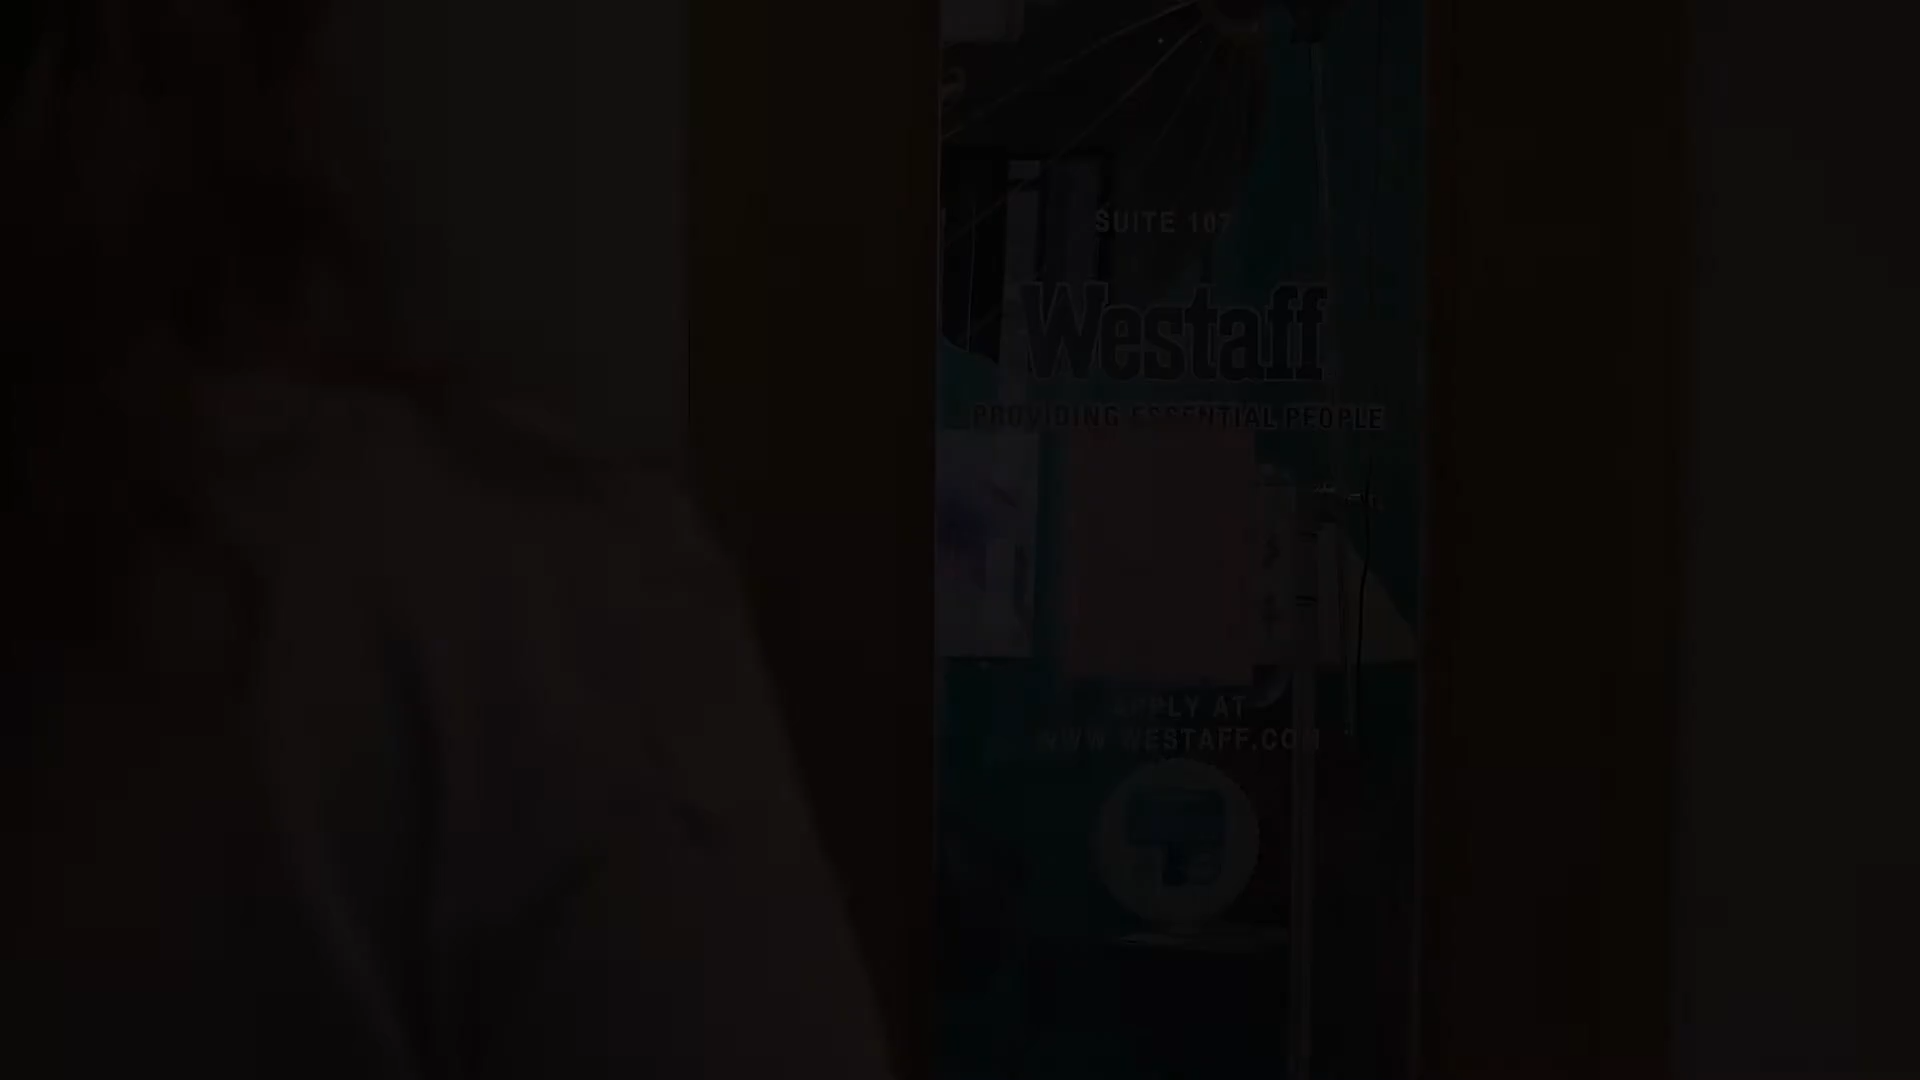 SUITE 107
Westaff
PROVIDING ESSENTIAL PEOPLE
APPLY AT
WWW.WESTAFF.COM